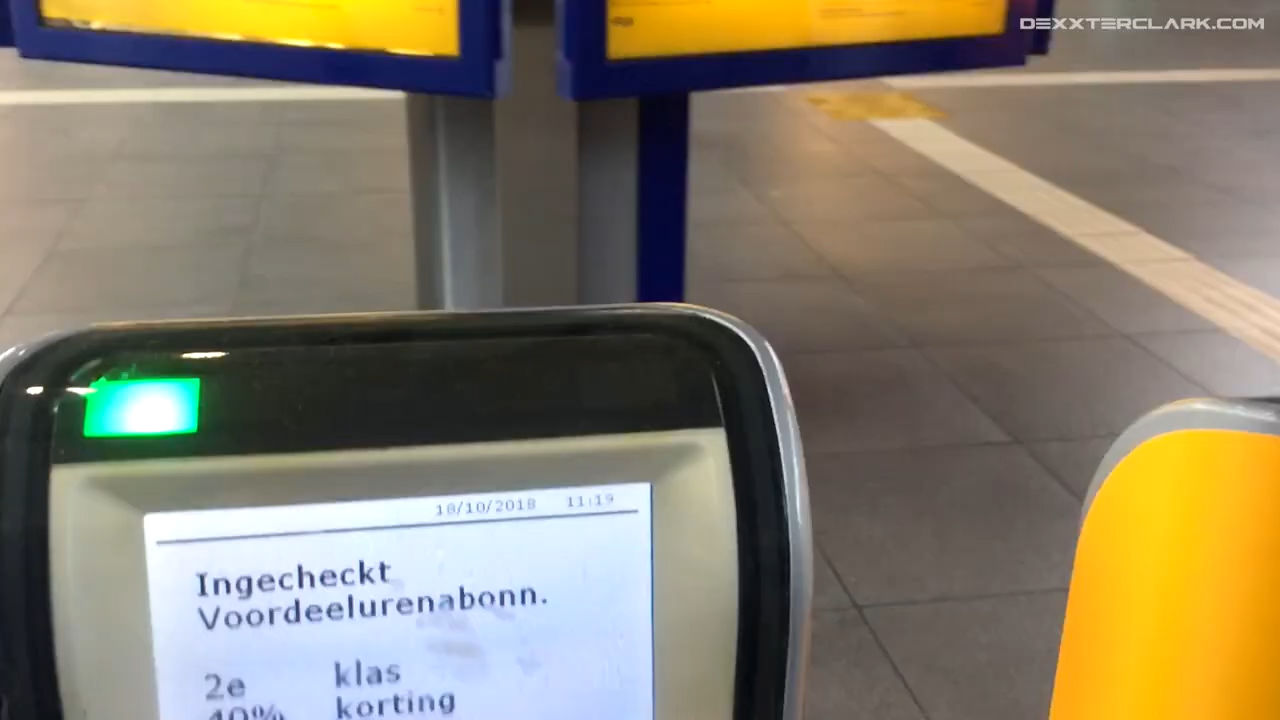 DEXXTERCLARK.COM
18/10/2018 11:19
Ingecheckt
Voordeelurenabonn.
2e klas
40% korting